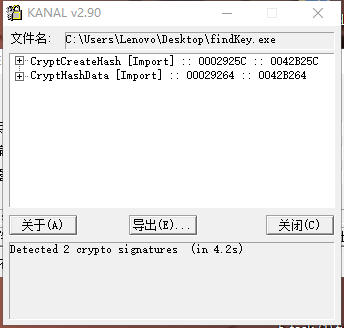 KANAL v2.90
文件名: C:\Users\Lenovo\Desktop\findKey.exe
CryptCreateHash [Import] :: 0002925C :: 0042B25C
CryptHashData [Import] :: 00029264 :: 0042B264
关于(A) 导出(E)... 关闭(C)
Detected 2 crypto signatures (in 4.2s)